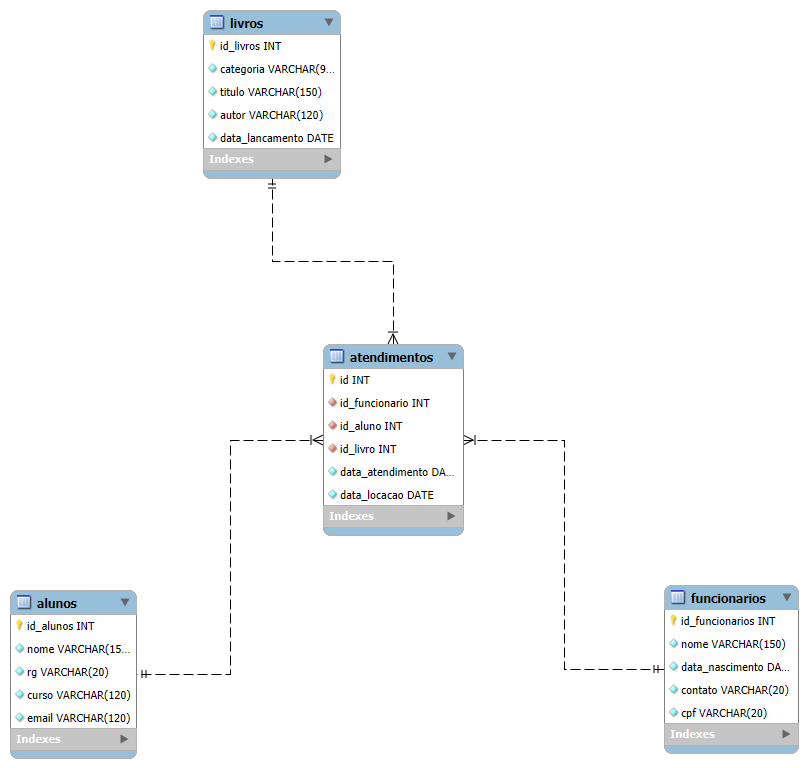 livros
id_livros INT
categoria VARCHAR(9...
titulo VARCHAR(150)
autor VARCHAR(120)
data_lancamento DATE
Indexes
atendimentos
id INT
id_funcionario INT
id_aluno INT
id_livro INT
data_atendimento DA...
data_locacao DATE
Indexes
alunos
id_alunos INT
nome VARCHAR(15...
rg VARCHAR(20)
curso VARCHAR(120)
email VARCHAR(120)
Indexes
funcionarios
id_funcionarios INT
nome VARCHAR(150)
data_nascimento DA...
contato VARCHAR(20)
cpf VARCHAR(20)
Indexes